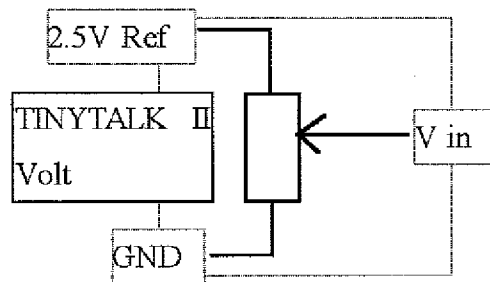 2.5V Ref
TINYTALK II
Volt
V in
GND